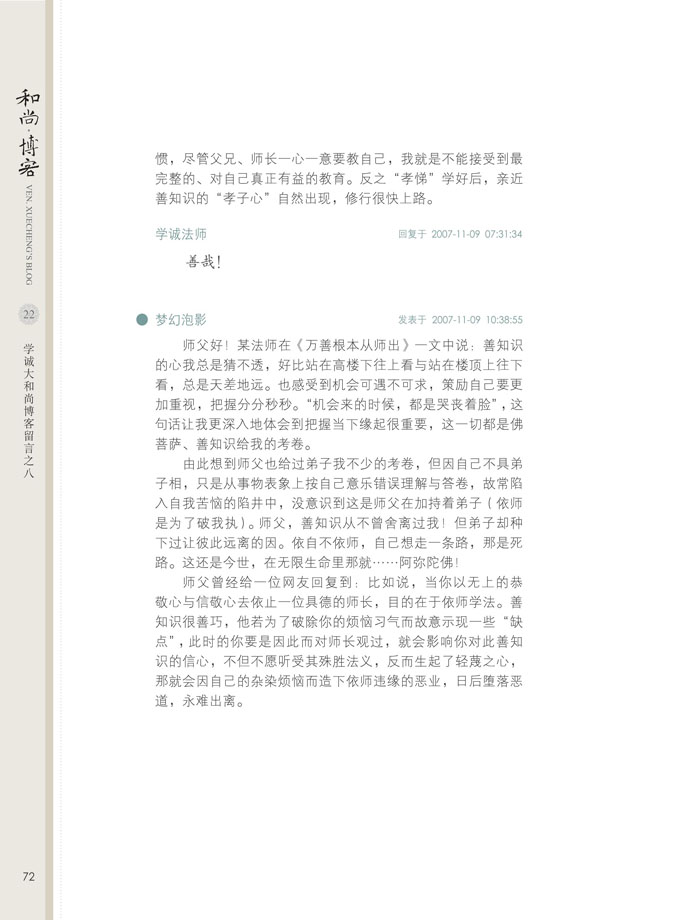 和尚·博客
VEN. XUECHENG'S BLOG
22
学诚大和尚博客留言之八
惯，尽管父兄、师长一心一意要教自己，我就是不能接受到最
完整的、对自己真正有益的教育。反之“孝悌”学好后，亲近
善知识的“孝子心”自然出现，修行很快上路。
学诚法师
回复于 2007-11-09 07:31:34
善哉！
梦幻泡影
发表于 2007-11-09 10:38:55
师父好！某法师在《万善根本从师出》一文中说：善知识
的心我总是猜不透，好比站在高楼下往上看与站在楼顶上往下
看，总是天差地远。也感受到机会可遇不可求，策励自己要更
加重视，把握分分秒秒。“机会来的时候，都是哭丧着脸”，这
句话让我更深入地体会到把握当下缘起很重要，这一切都是佛
菩萨、善知识给我的考卷。
由此想到师父也给过弟子我不少的考卷，但因自己不具弟
子相，只是从事物表象上按自己意乐错误理解与答卷，故常陷
入自我苦恼的陷井中，没意识到这是师父在加持着弟子（依师
是为了破我执）。师父，善知识从不曾舍离过我！但弟子却种
下过让彼此远离的因。依自不依师，自己想走一条路，那是死
路。这还是今世，在无限生命里那就……阿弥陀佛！
师父曾经给一位网友回复到：比如说，当你以无上的恭
敬心与信敬心去依止一位具德的师长，目的在于依师学法。善
知识很善巧，他若为了破除你的烦恼习气而故意示现一些“缺
点”，此时的你要是因此而对师长观过，就会影响你对此善知
识的信心，不但不愿听受其殊胜法义，反而生起了轻蔑之心，
那就会因自己的杂染烦恼而造下依师违缘的恶业，日后堕落恶
道，永难出离。
72